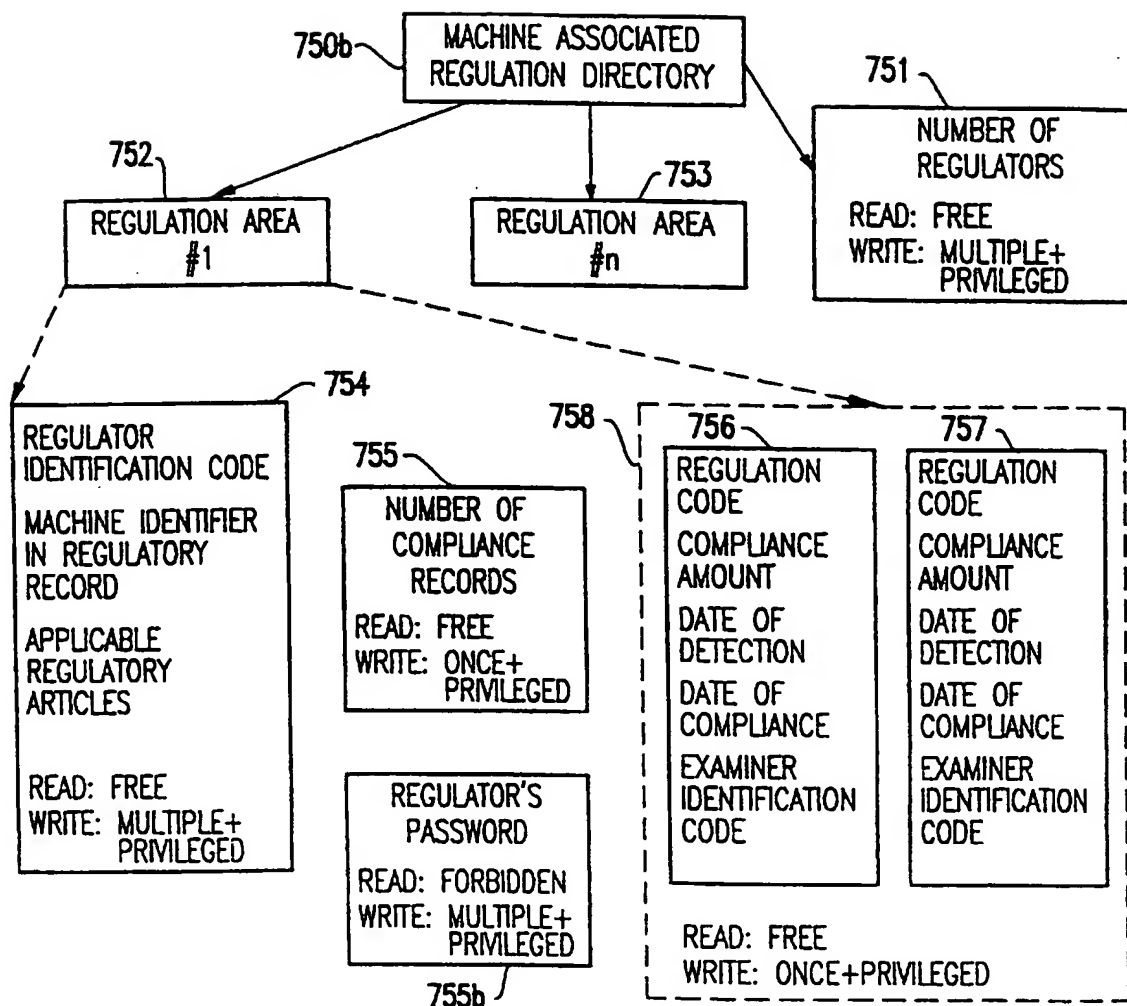 750b
MACHINE ASSOCIATED
REGULATION DIRECTORY
751
NUMBER OF
REGULATORS
READ: FREE
WRITE: MULTIPLE+
PRIVILEGED
752
REGULATION AREA
#1
753
REGULATION AREA
#n
754
REGULATOR
IDENTIFICATION CODE
MACHINE IDENTIFIER
IN REGULATORY
RECORD
APPLICABLE
REGULATORY
ARTICLES
READ: FREE
WRITE: MULTIPLE+
PRIVILEGED
755
NUMBER OF
COMPLIANCE
RECORDS
READ: FREE
WRITE: ONCE+
PRIVILEGED
REGULATOR'S
PASSWORD
READ: FORBIDDEN
WRITE: MULTIPLE+
PRIVILEGED
755b
758
756
REGULATION
CODE
COMPLIANCE
AMOUNT
DATE OF
DETECTION
DATE OF
COMPLIANCE
EXAMINER
IDENTIFICATION
CODE
757
REGULATION
CODE
COMPLIANCE
AMOUNT
DATE OF
DETECTION
DATE OF
COMPLIANCE
EXAMINER
IDENTIFICATION
CODE
READ: FREE
WRITE: ONCE+PRIVILEGED